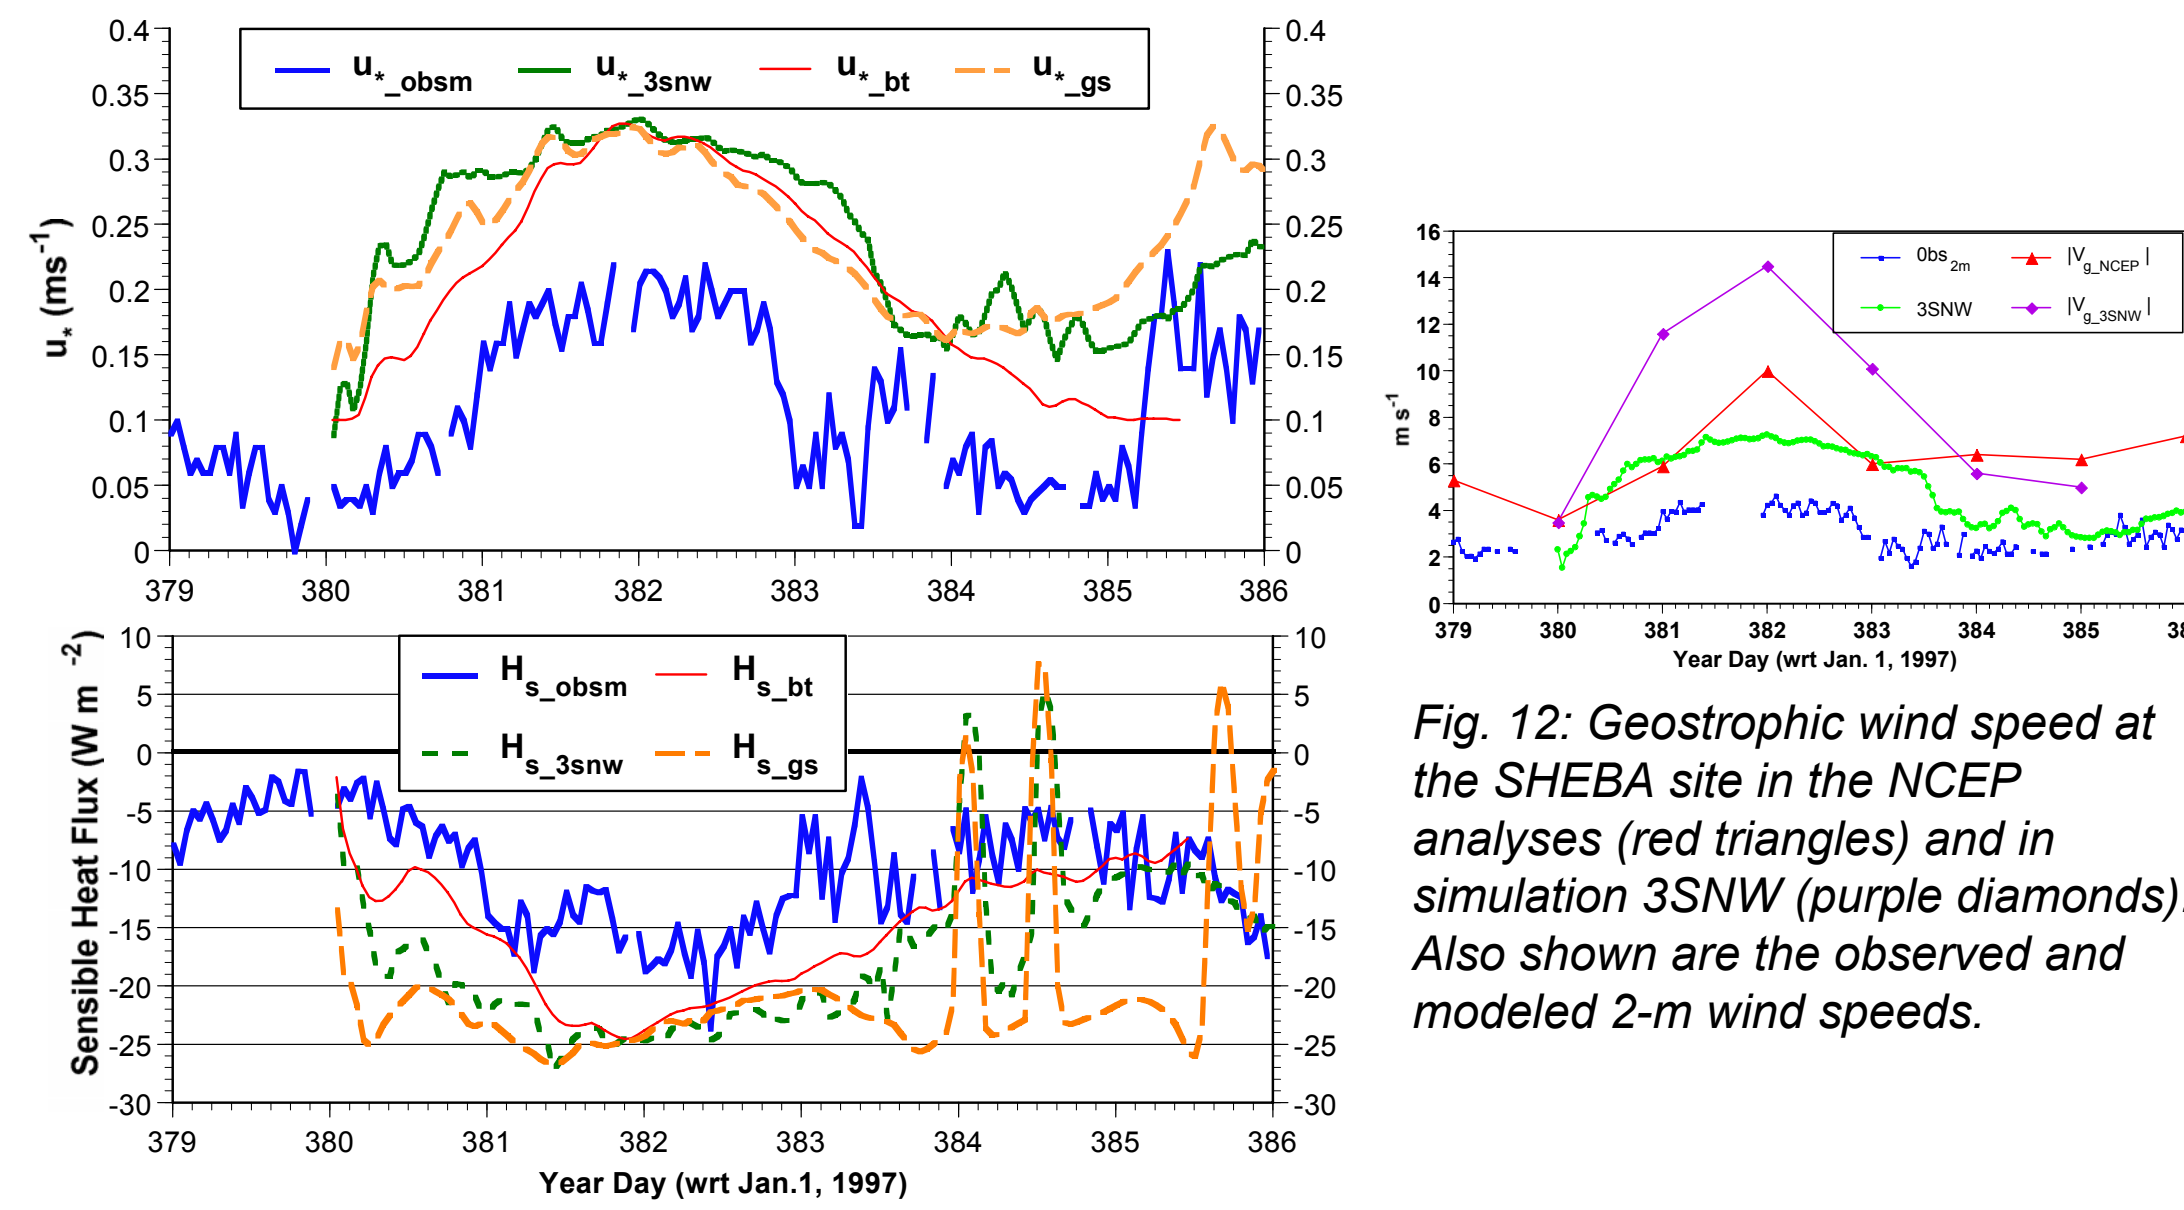 0.4
0.35
0.3
0.25
0.2
0.15
0.1
0.05
0
u* (ms-1)
u*_obsm u*_3snw u*_bt u*_gs
0.4
0.35
0.3
0.25
0.2
0.15
0.1
0.05
0
379 380 381 382 383 384 385 386
10
5
0
-5
-10
-15
-20
-25
-30
Sensible Heat Flux (W m -2)
Hs_obsm Hs_bt
Hs_3snw Hs_gs
10
5
0
-5
-10
-15
-20
-25
-30
379 380 381 382 383 384 385 386
Year Day (wrt Jan.1, 1997)
16
14
12
10
8
6
4
2
0
m s-1
0bs2m |Vg_NCEP|
3SNW |Vg_3SNW|
379 380 381 382 383 384 385 38
Year Day (wrt Jan. 1, 1997)
Fig. 12: Geostrophic wind speed at
the SHEBA site in the NCEP
analyses (red triangles) and in
simulation 3SNW (purple diamonds).
Also shown are the observed and
modeled 2-m wind speeds.